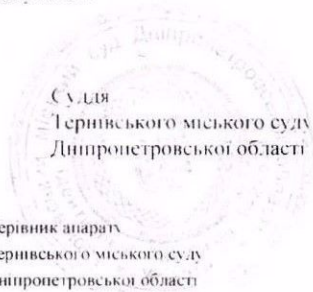 Суддя
Тернівського міського суду
Дніпропетровської області
ерівник апарату
ернівського міського суду
ніпропетровської області